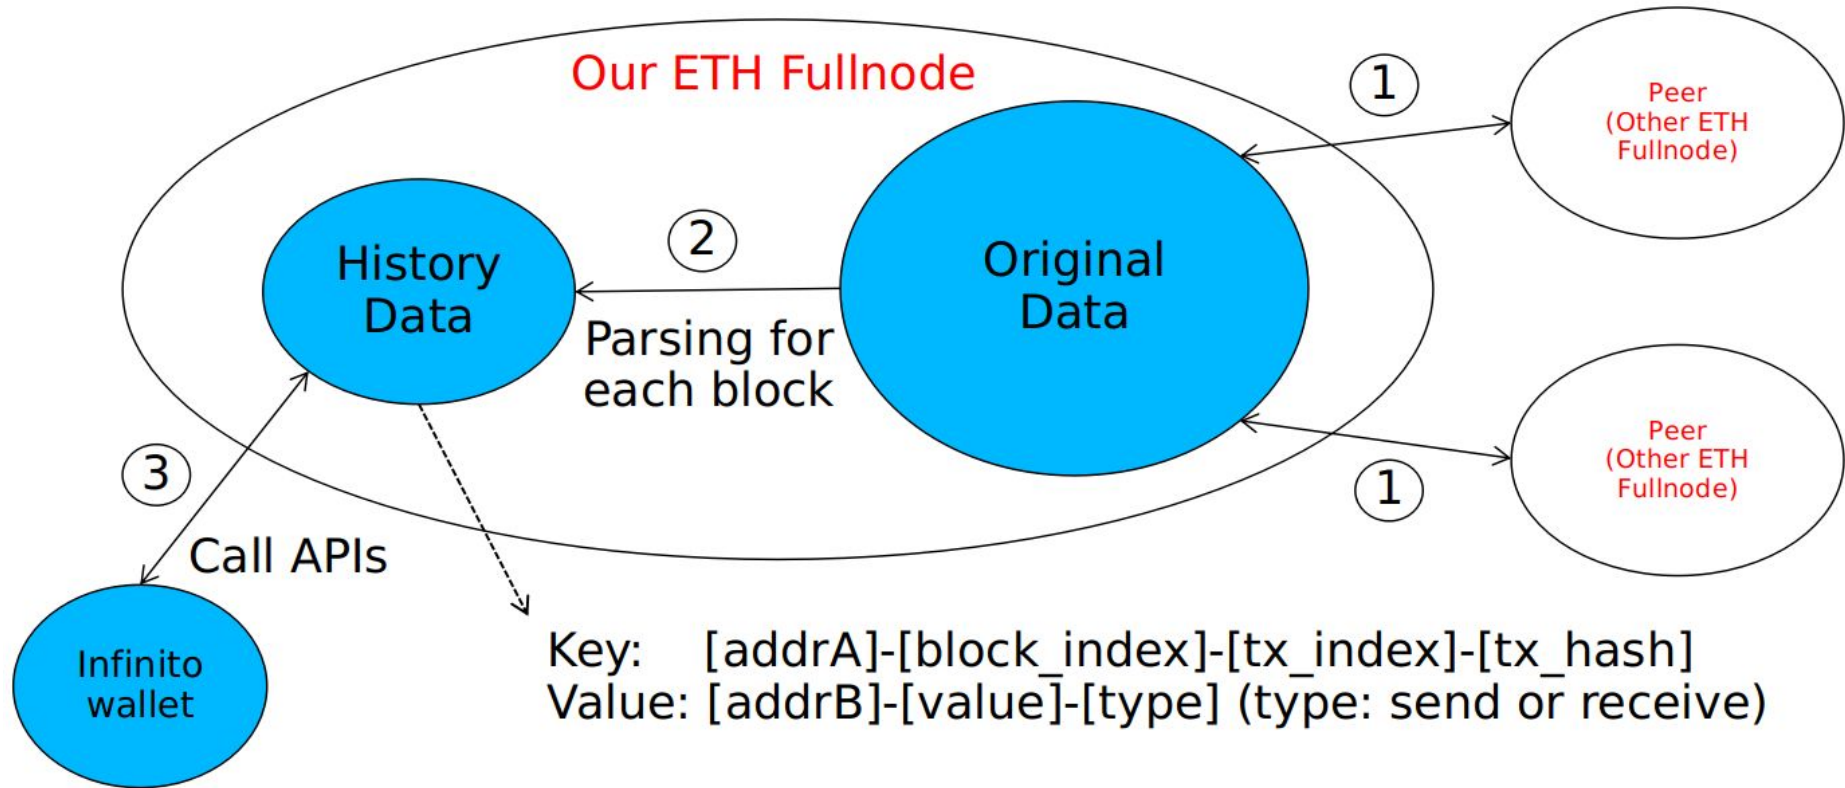 Our ETH Fullnode
1
Peer
(Other ETH
Fullnode)
History
Data
2
Parsing for
each block
Original
Data
3
Call APIs
1
Peer
(Other ETH
Fullnode)
Infinito
wallet
Key: [addrA]-[block_index]-[tx_index]-[tx_hash]
Value: [addrB]-[value]-[type] (type: send or receive)